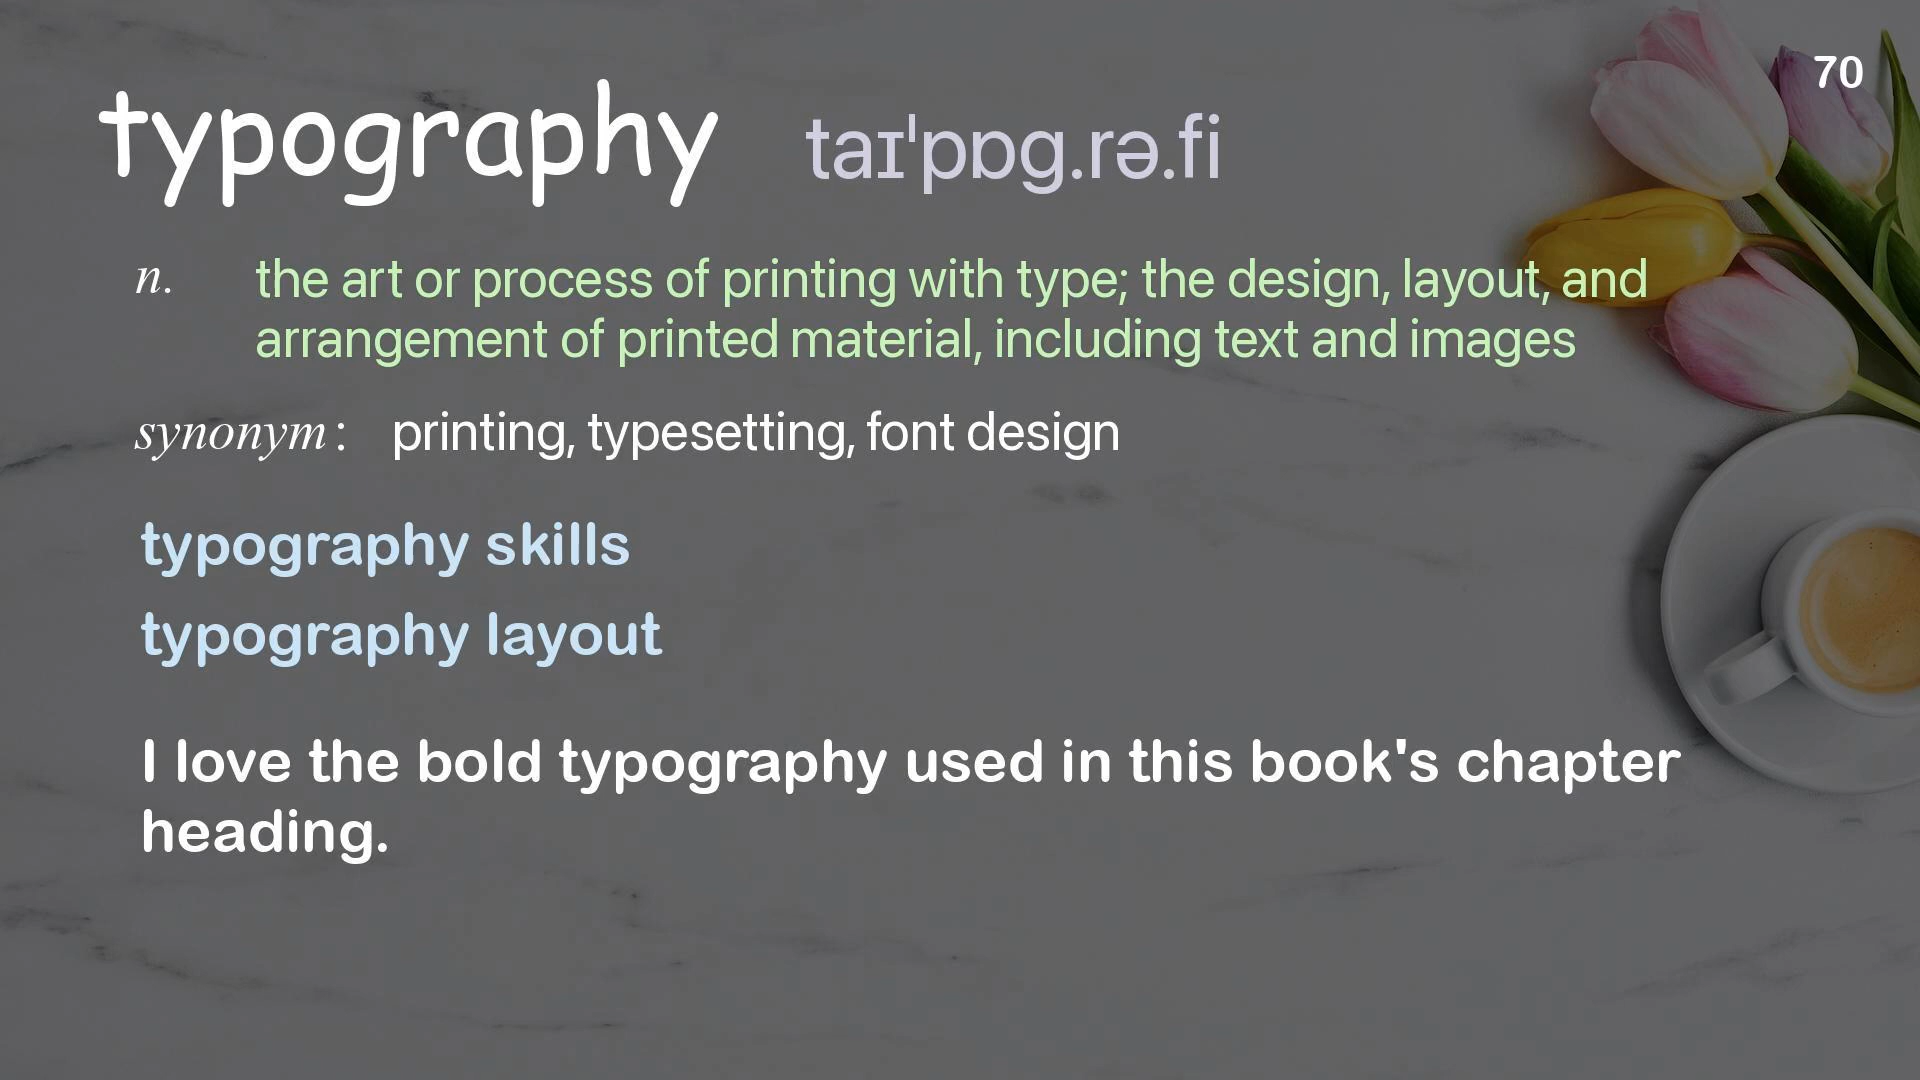 70
typography taɪˈpɒg.rə.fi
n. the art or process of printing with type; the design, layout, and
arrangement of printed material, including text and images
synonym: printing, typesetting, font design
typography skills
typography layout
I love the bold typography used in this book's chapter
heading.